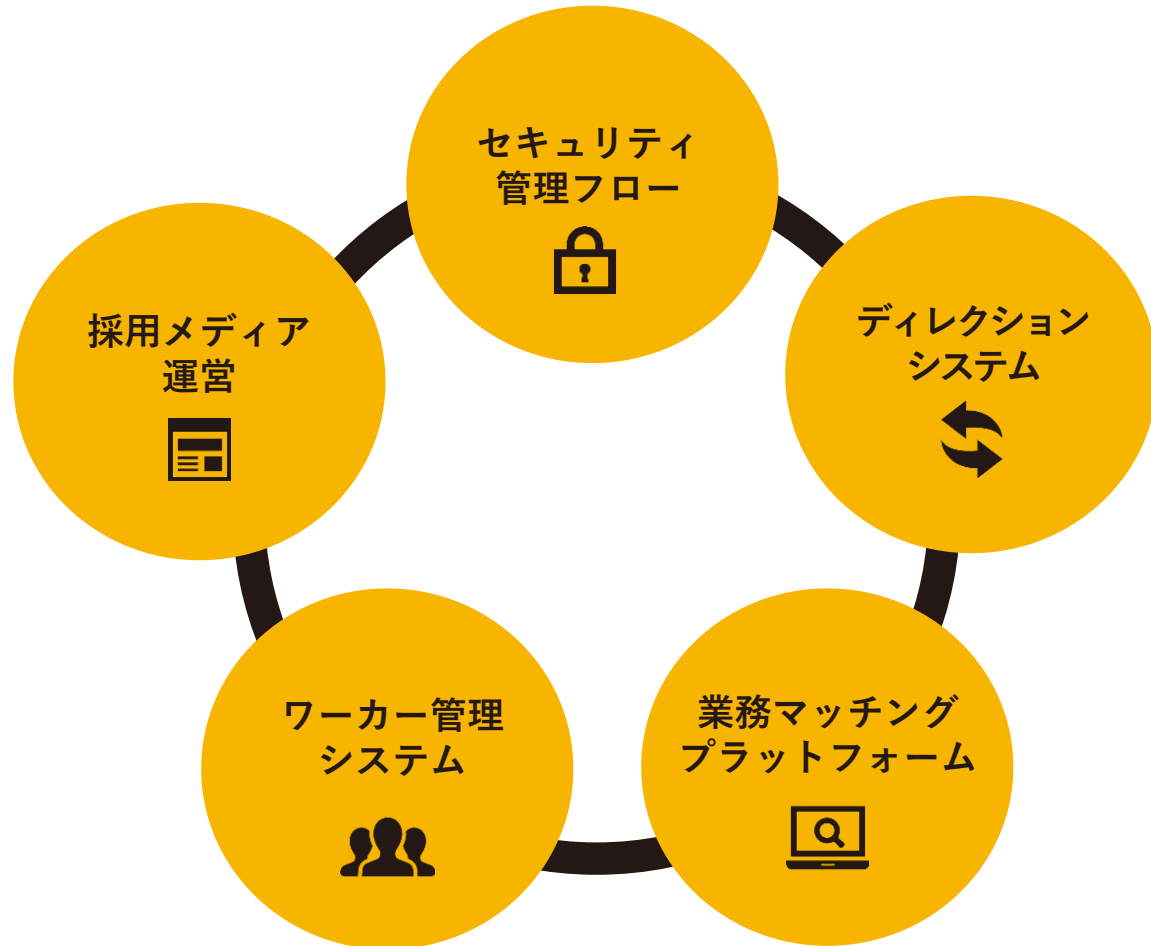 セキュリティ
管理フロー
ディレクション
システム
業務マッチング
プラットフォーム
ワーカー管理
システム
採用メディア
運営